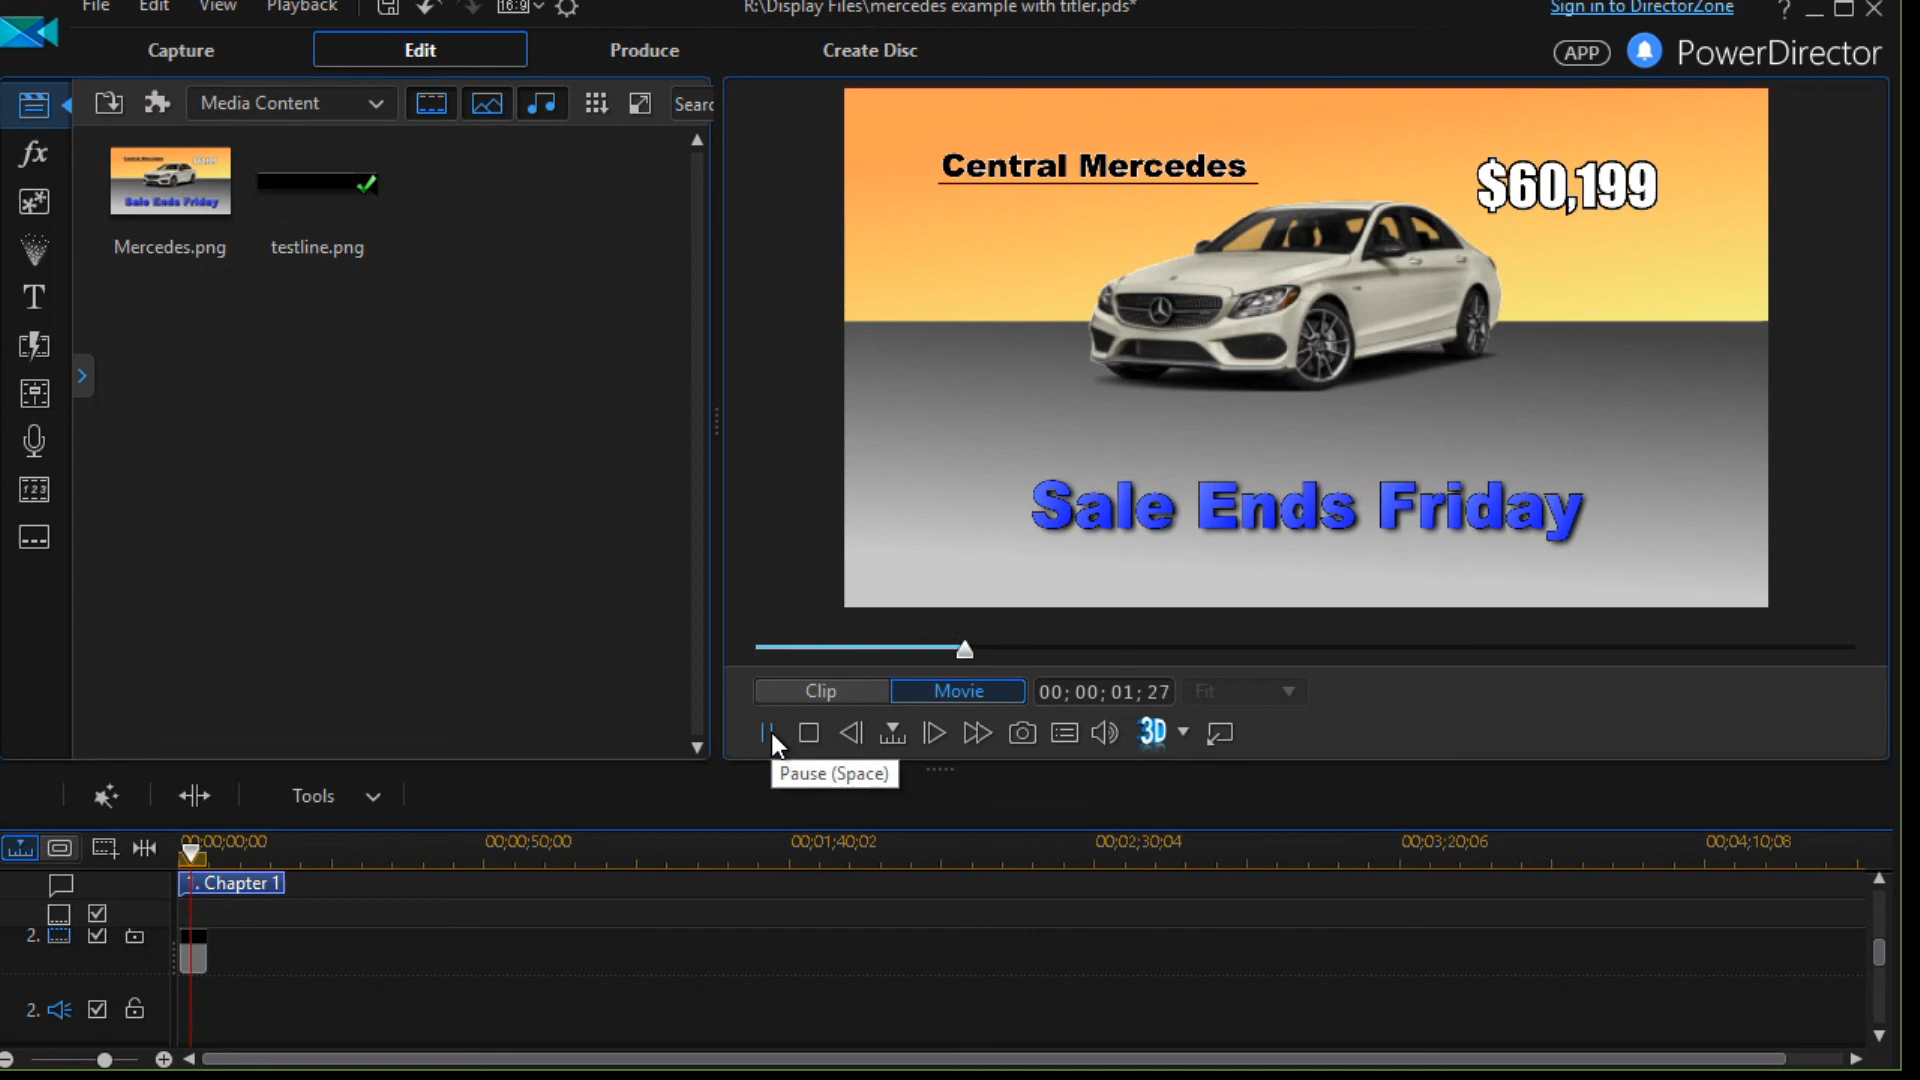 File Edit View Playback 16:9 R:\Display Files\mercedes example with titler.pds* Sign in to DirectorZone ?
Capture Edit Produce Create Disc APP PowerDirector
Media Content Searc
fx
T
Mercedes.png testline.png
Central Mercedes
$60,199
Sale Ends Friday
123
Clip Movie 00; 00; 01; 27 Fit
3D
Pause (Space)
Tools
00;00;00;00 00;00;50;00 00;01;40;02 00;02;30;04 00;03;20;06 00;04;10;08
1. Chapter 1
2.
2.